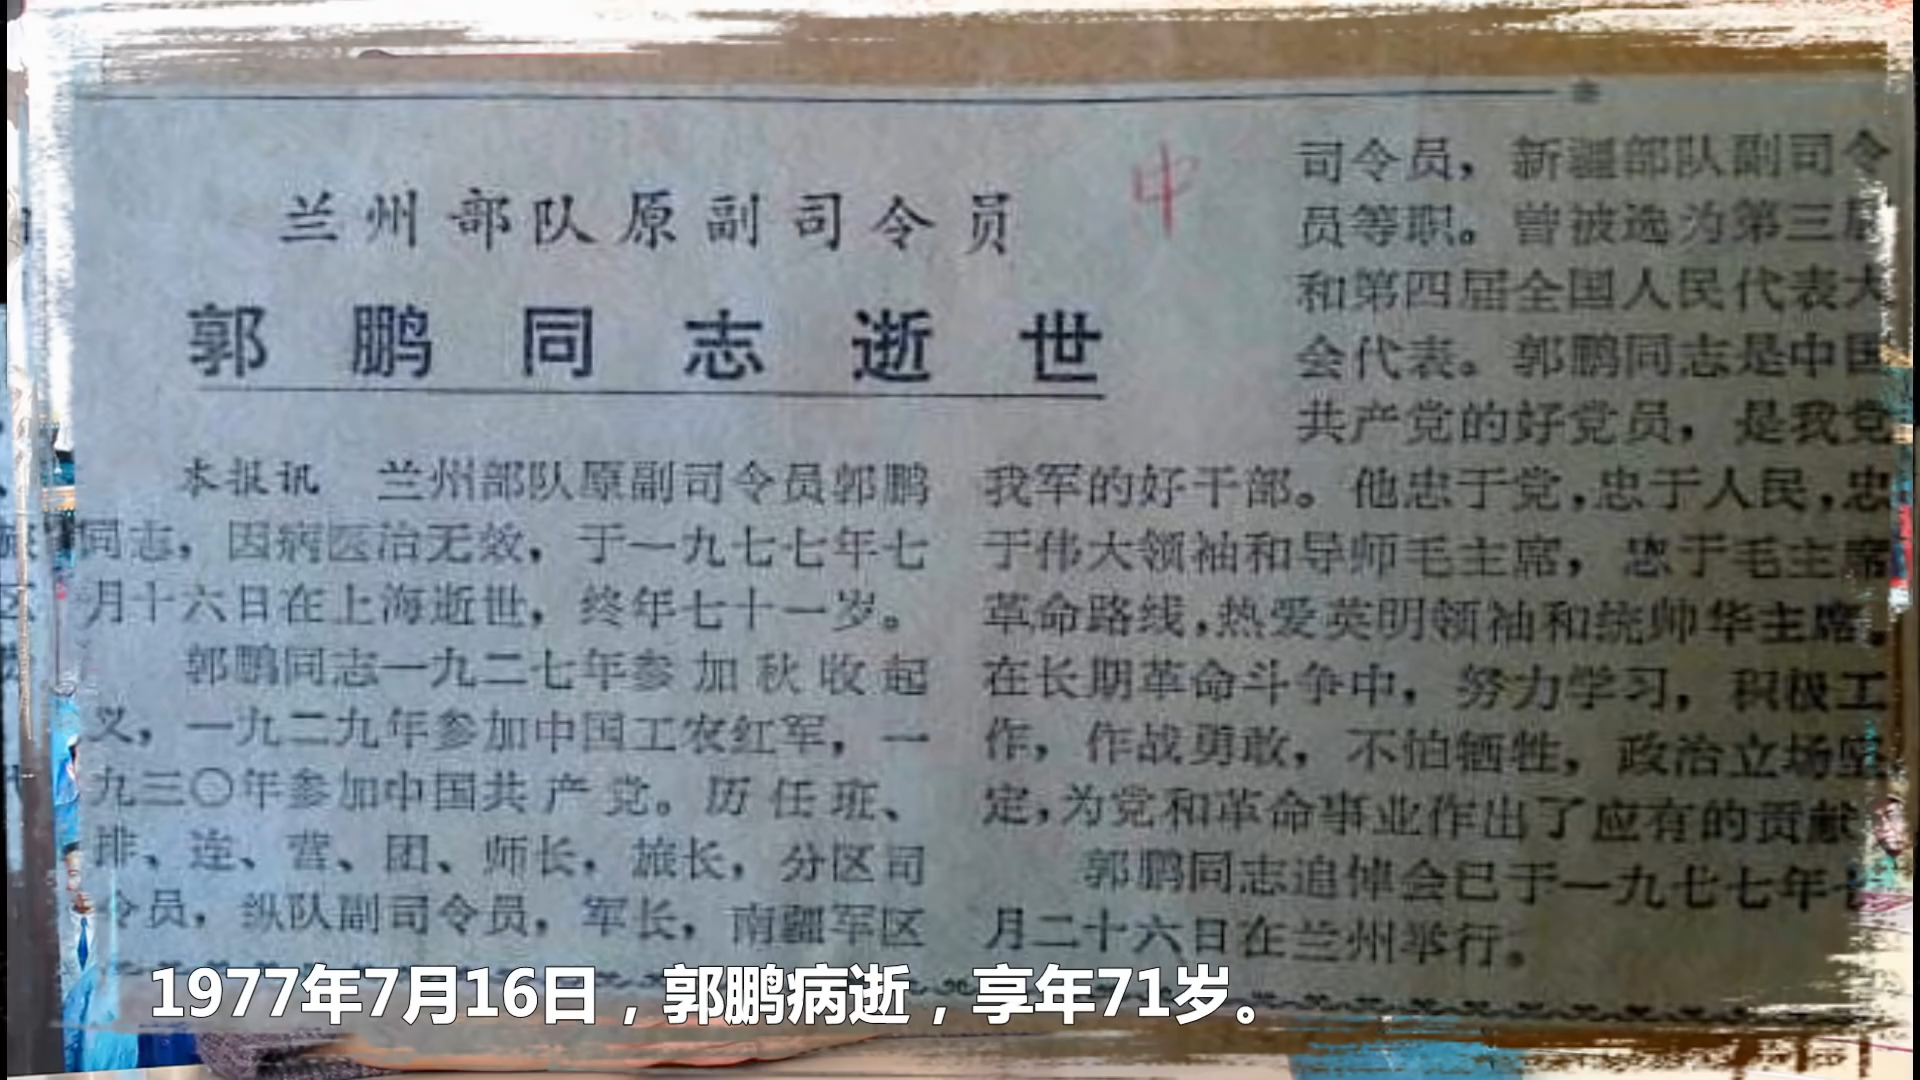 兰州部队原副司令员
中
郭鹏同志逝世
本报讯 兰州部队原副司令员郭鹏
同志，因病医治无效，于一九七七年七
月十六日在上海逝世，终年七十一岁。
郭鹏同志一九二七年参加秋收起
义，一九二九年参加中国工农红军，一
九三〇年参加中国共产党。历任班、
排、连、营、团、师长，旅长，分区司
令员，纵队副司令员，军长，南疆军区
司令员，新疆部队副司令
员等职。曾被选为第三届
和第四届全国人民代表大
会代表。郭鹏同志是中国
共产党的好党员，是我党
我军的好干部。他忠于党，忠于人民，忠
于伟大领袖和导师毛主席，忠于毛主席
革命路线，热爱英明领袖和统帅华主席。
在长期革命斗争中，努力学习，积极工
作，作战勇敢，不怕牺牲，政治立场坚
定，为党和革命事业作出了应有的贡献
郭鹏同志追悼会已于一九七七年七
月二十六日在兰州举行。
1977年7月16日，郭鹏病逝，享年71岁。